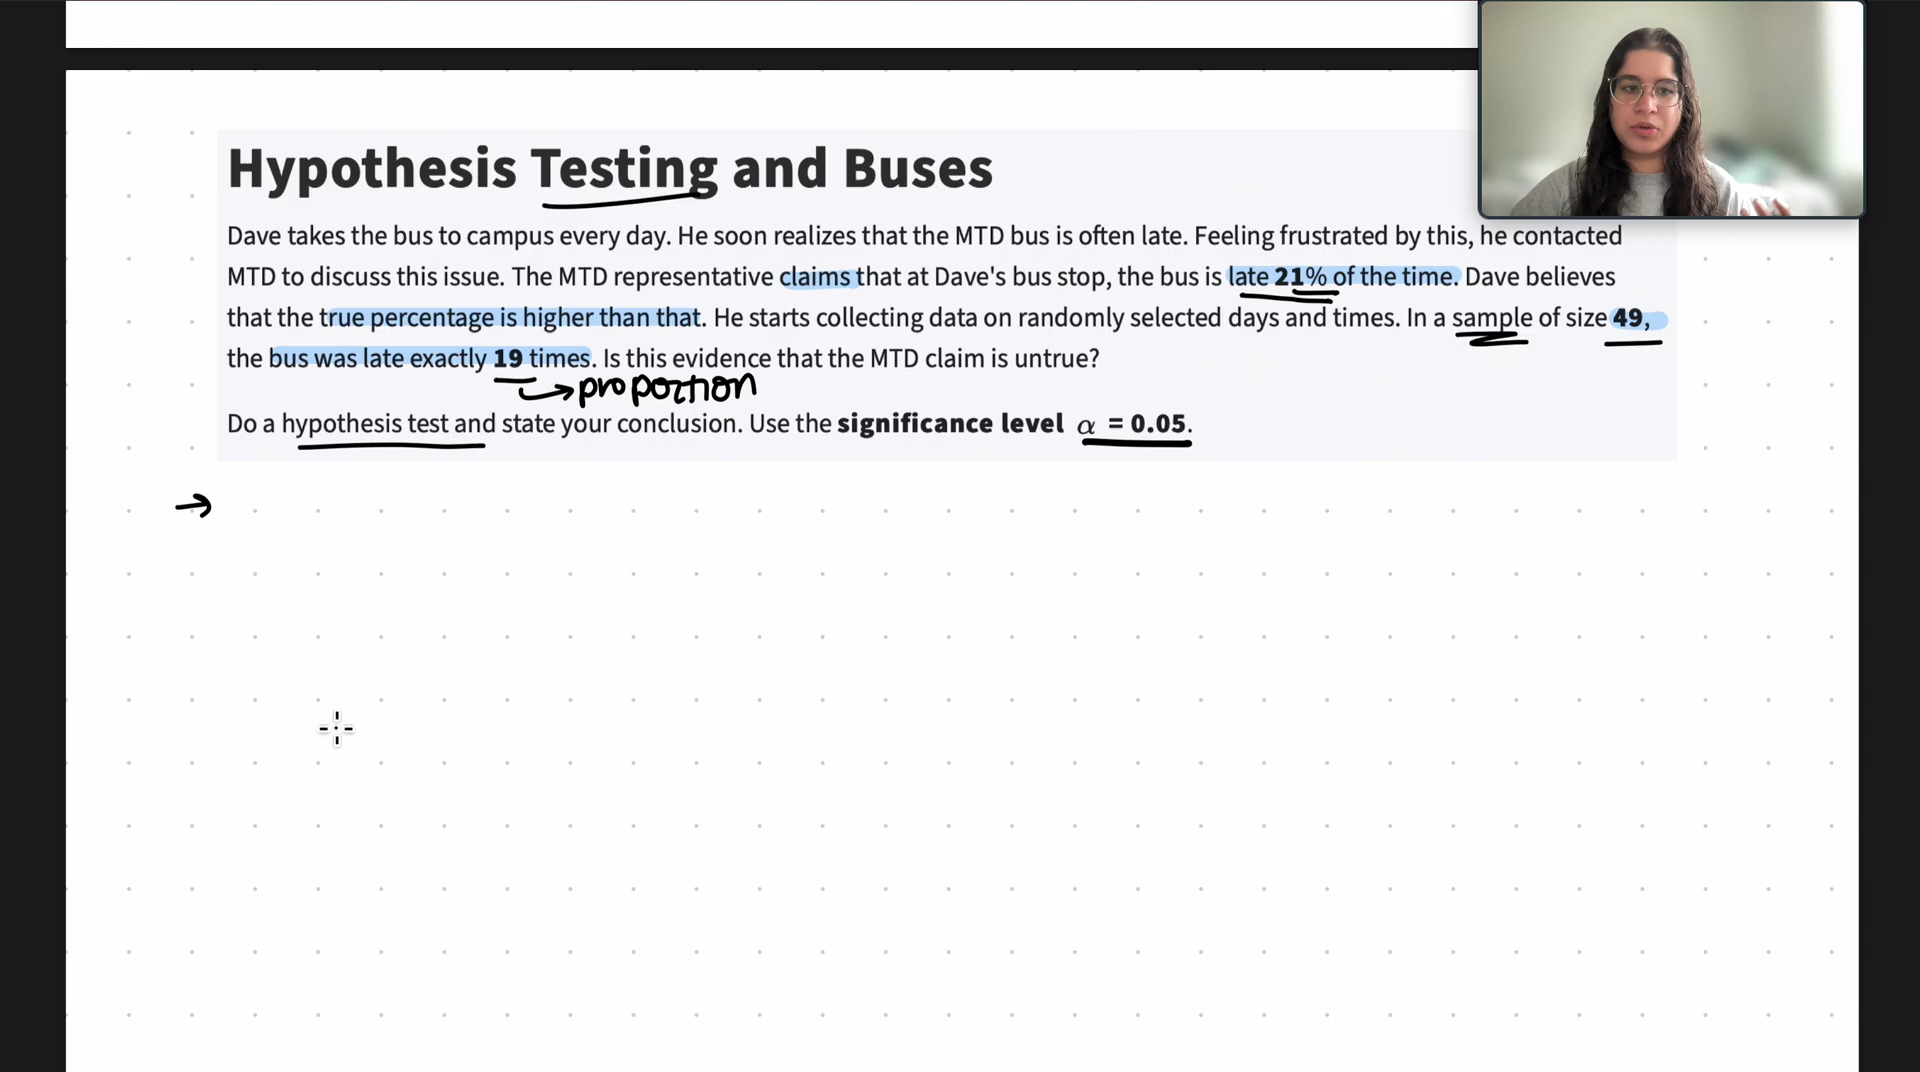 Hypothesis Testing and Buses
Dave takes the bus to campus every day. He soon realizes that the MTD bus is often late. Feeling frustrated by this, he contacted
MTD to discuss this issue. The MTD representative claims that at Dave's bus stop, the bus is late 21% of the time. Dave believes
that the true percentage is higher than that. He starts collecting data on randomly selected days and times. In a sample of size 49,
the bus was late exactly 19 times. Is this evidence that the MTD claim is untrue?
proportion
Do a hypothesis test and state your conclusion. Use the significance level α = 0.05.